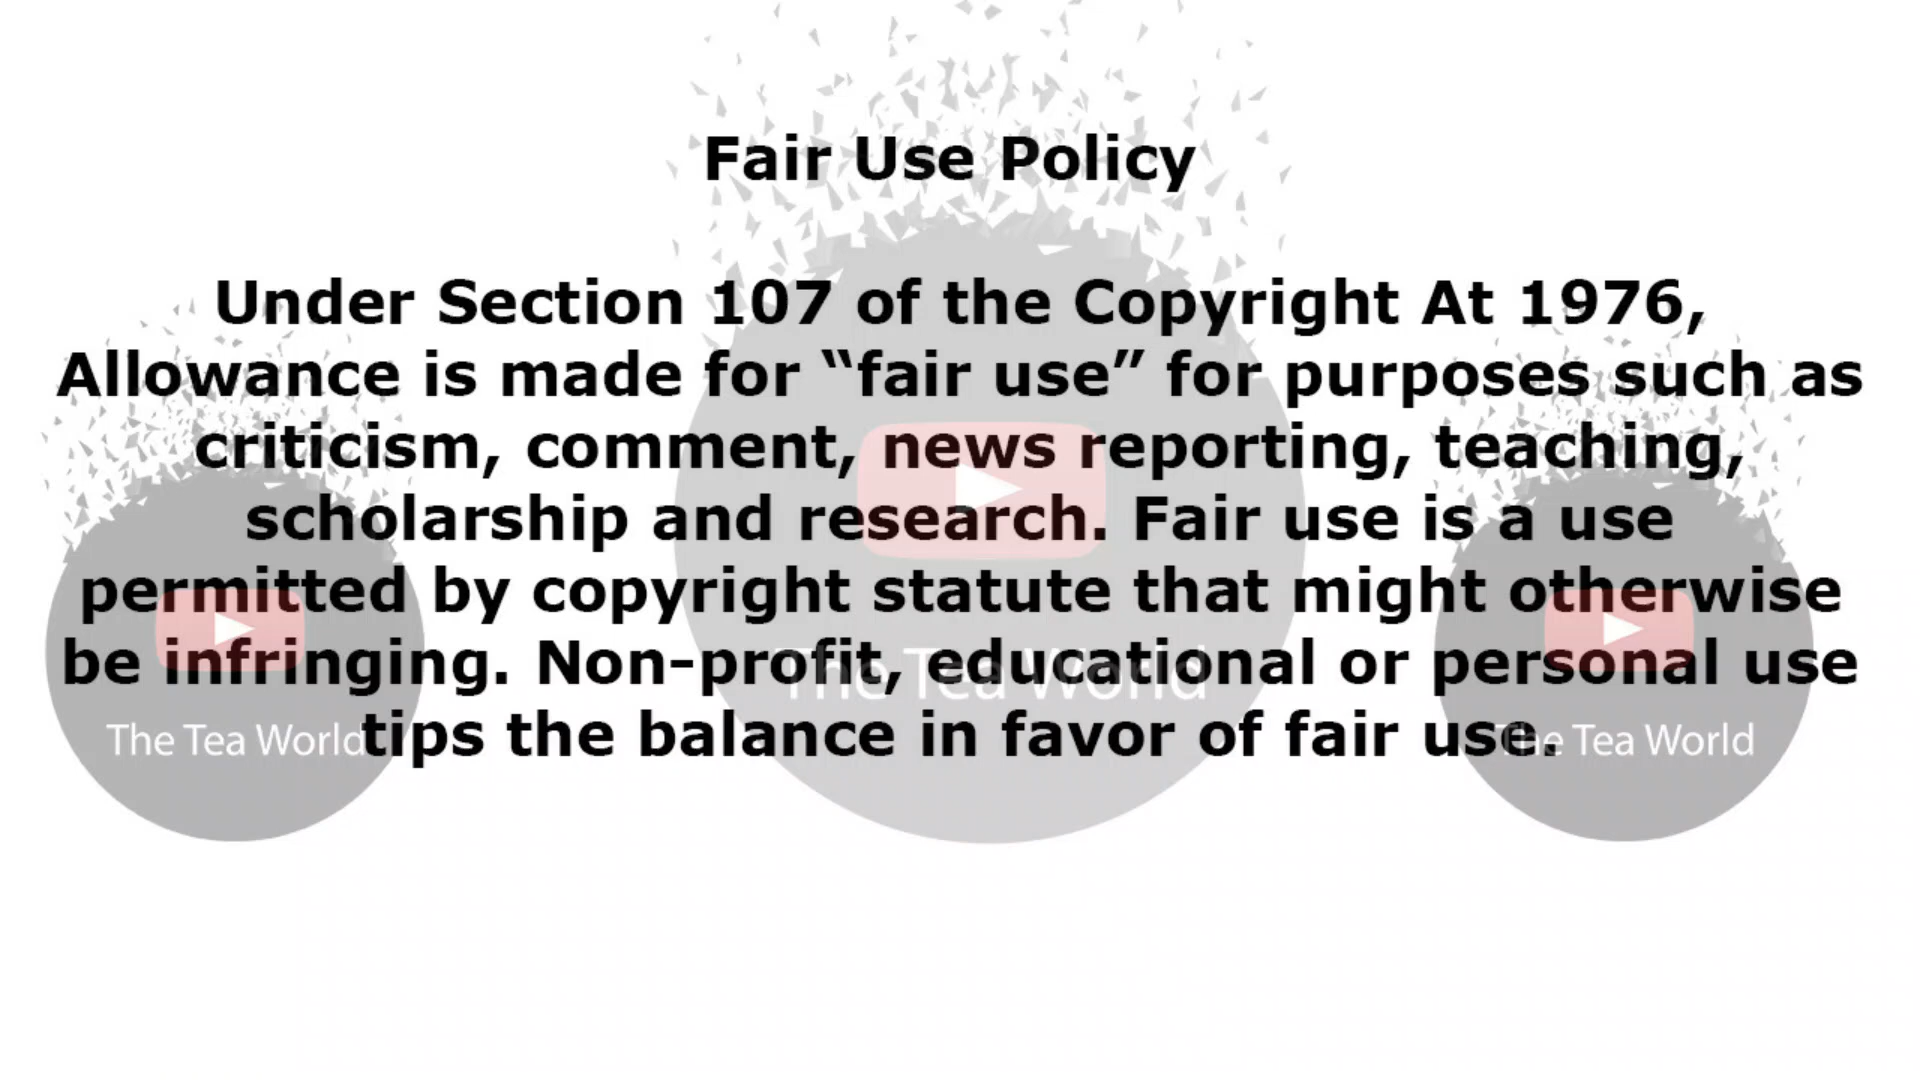 Fair Use Policy
Under Section 107 of the Copyright At 1976,
Allowance is made for “fair use” for purposes such as
criticism, comment, news reporting, teaching,
scholarship and research. Fair use is a use
permitted by copyright statute that might otherwise
be infringing. Non-profit, educational or personal use
tips the balance in favor of fair use.
The Tea World
The Tea World
The Tea World